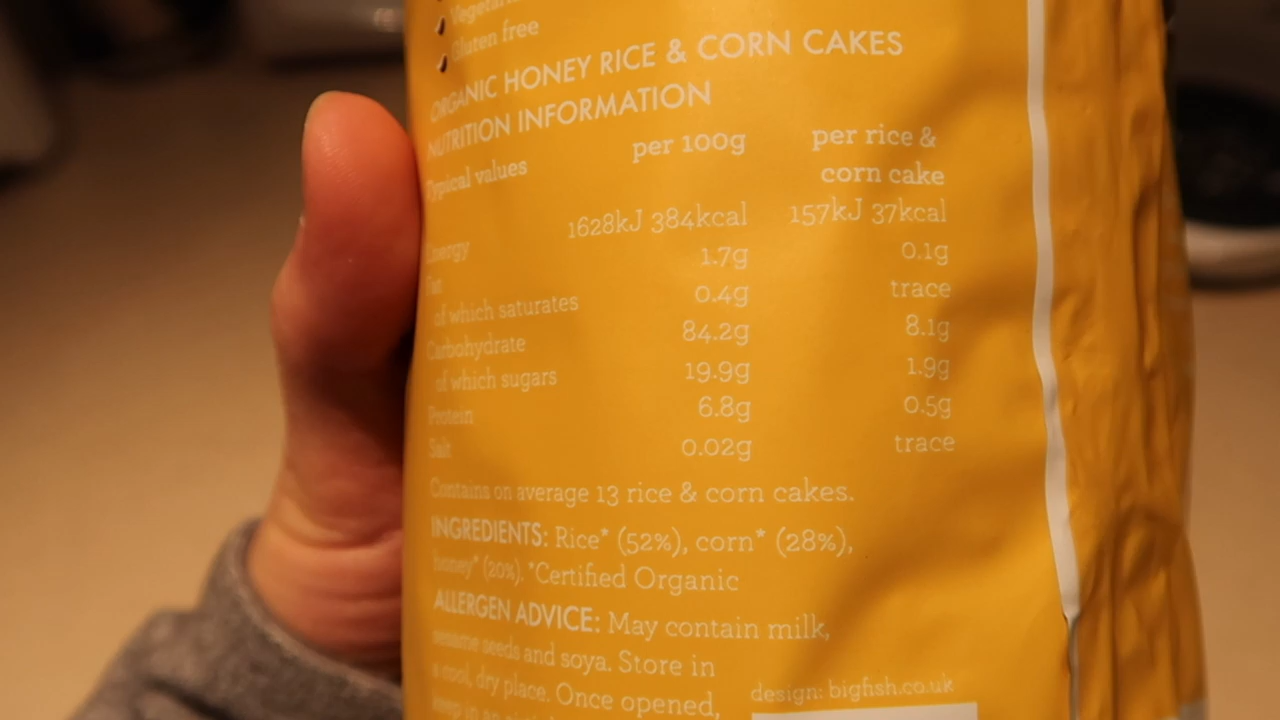 Vegetarian
Gluten free
ORGANIC HONEY RICE & CORN CAKES
NUTRITION INFORMATION
Typical values per 100g per rice & corn cake
Energy 1628kJ 384kcal 157kJ 37kcal
Fat 1.7g 0.1g
of which saturates 0.4g trace
Carbohydrate 84.2g 8.1g
of which sugars 19.9g 1.9g
Protein 6.8g 0.5g
Salt 0.02g trace
Contains on average 13 rice & corn cakes.
INGREDIENTS: Rice* (52%), corn* (28%),
honey* (20%). *Certified Organic
ALLERGEN ADVICE: May contain milk,
sesame seeds and soya. Store in
a cool, dry place. Once opened,
keep in an
design: bigfish.co.uk